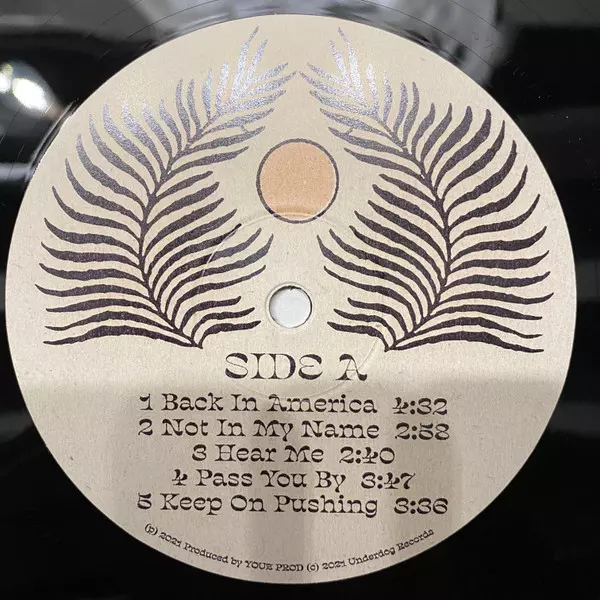 SIDE A
1 Back In America 4:32
2 Not In My Name 2:58
3 Hear Me 2:40
4 Pass You By 3:47
5 Keep On Pushing 3:36
(p) 2021 Produced by YOUZ PROD (c) 2021 Underdog Records